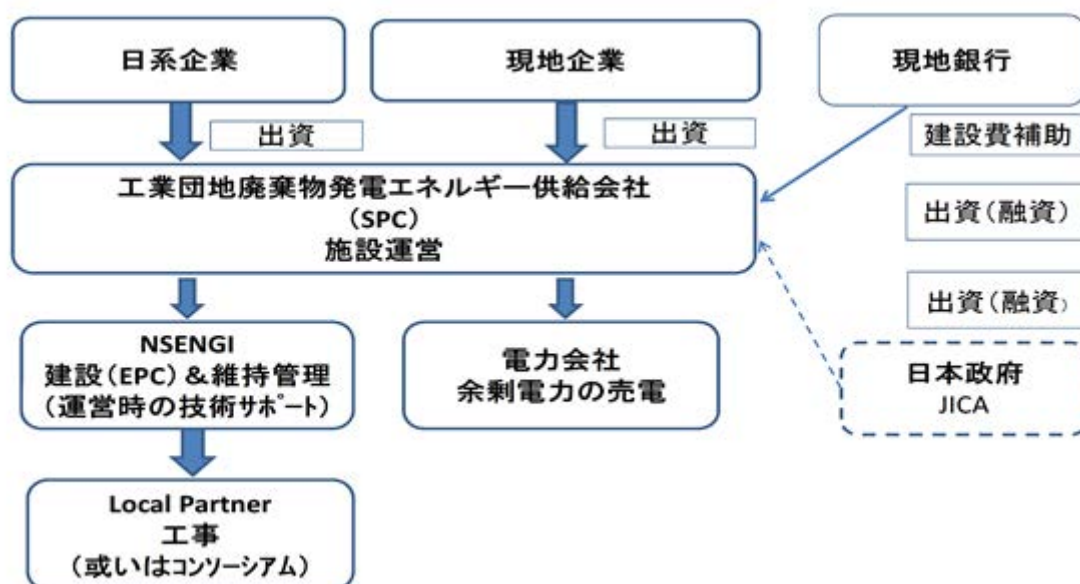 日系企業
現地企業
現地銀行
出資
出資
建設費補助
工業団地廃棄物発電エネルギー供給会社
(SPC)
施設運営
出資(融資)
出資(融資)
NSENGI
建設(EPC)&維持管理
(運営時の技術サポート)
電力会社
余剰電力の売電
日本政府
JICA
Local Partner
工事
(或いはコンソーシアム)